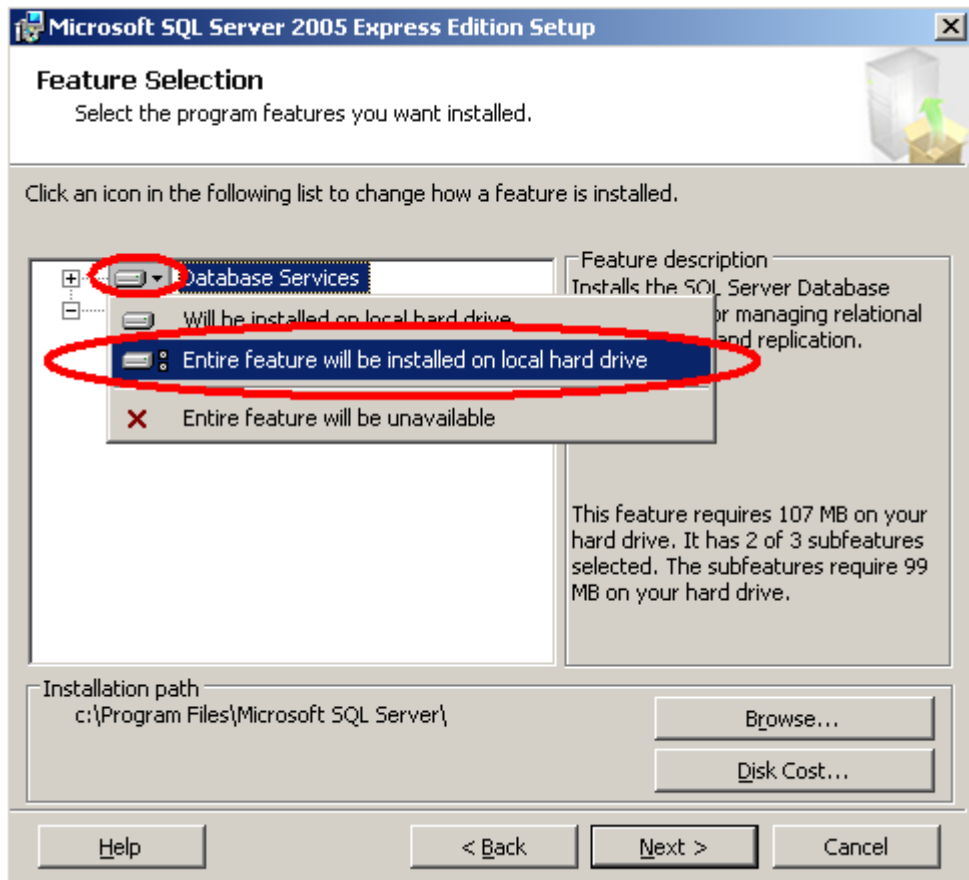 Microsoft SQL Server 2005 Express Edition Setup
Feature Selection
Select the program features you want installed.
Click an icon in the following list to change how a feature is installed.
Database Services
Will be installed on local hard drive
Entire feature will be installed on local hard drive
Entire feature will be unavailable
Feature description
Installs the SQL Server Database
or managing relational
and replication.
This feature requires 107 MB on your
hard drive. It has 2 of 3 subfeatures
selected. The subfeatures require 99
MB on your hard drive.
Installation path
c:\Program Files\Microsoft SQL Server\
Browse...
Disk Cost...
Help
< Back
Next >
Cancel